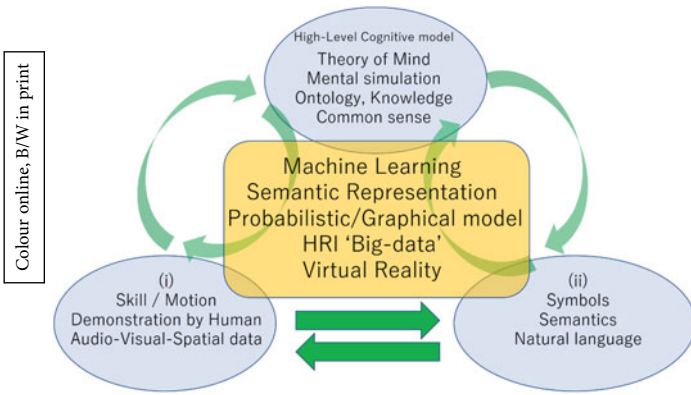 Colour online, B/W in print
High-Level Cognitive model
Theory of Mind
Mental simulation
Ontology, Knowledge
Common sense
Machine Learning
Semantic Representation
Probabilistic/Graphical model
HRI ‘Big-data’
Virtual Reality
(i)
Skill / Motion
Demonstration by Human
Audio-Visual-Spatial data
(ii)
Symbols
Semantics
Natural language